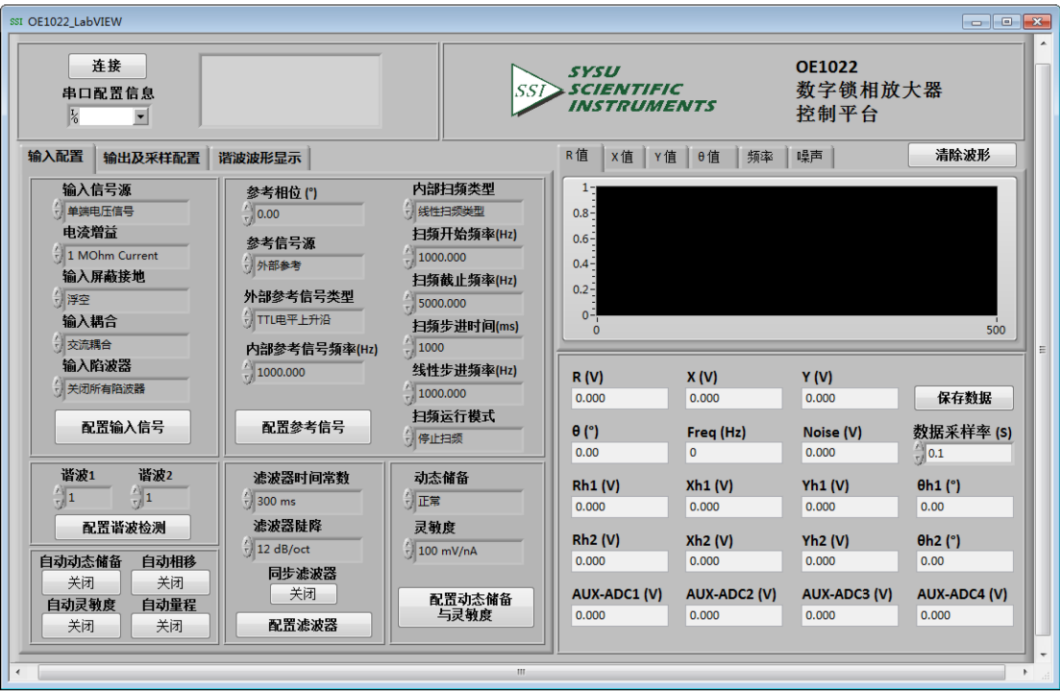 SSI OE1022_LabVIEW
连接
串口配置信息
SSI
SYSU
SCIENTIFIC
INSTRUMENTS
OE1022
数字锁相放大器
控制平台
输入配置 输出及采样配置 谐波波形显示
输入信号源
单端电压信号
电流增益
1 MOhm Current
输入屏蔽接地
浮空
输入耦合
交流耦合
输入陷波器
关闭所有陷波器
配置输入信号
参考相位 (°)
0.00
参考信号源
外部参考
外部参考信号类型
TTL电平上升沿
内部参考信号频率(Hz)
1000.000
配置参考信号
内部扫频类型
线性扫频类型
扫频开始频率(Hz)
1000.000
扫频截止频率(Hz)
5000.000
扫频步进时间(ms)
1000
线性步进频率(Hz)
1000.000
扫频运行模式
停止扫频
谐波1 谐波2
1 1
配置谐波检测
自动动态储备 自动相移
关闭 关闭
自动灵敏度 自动量程
关闭 关闭
滤波器时间常数
300 ms
滤波器陡降
12 dB/oct
同步滤波器
关闭
配置滤波器
动态储备
正常
灵敏度
100 mV/nA
配置动态储备
与灵敏度
R值 X值 Y值 θ值 频率 噪声
清除波形
1
0.8
0.6
0.4
0.2
0
0 500
R (V) X (V) Y (V)
0.000 0.000 0.000 保存数据
θ (°) Freq (Hz) Noise (V) 数据采样率 (S)
0.00 0 0.000 0.1
Rh1 (V) Xh1 (V) Yh1 (V) θh1 (°)
0.000 0.000 0.000 0.00
Rh2 (V) Xh2 (V) Yh2 (V) θh2 (°)
0.000 0.000 0.000 0.00
AUX-ADC1 (V) AUX-ADC2 (V) AUX-ADC3 (V) AUX-ADC4 (V)
0.000 0.000 0.000 0.000